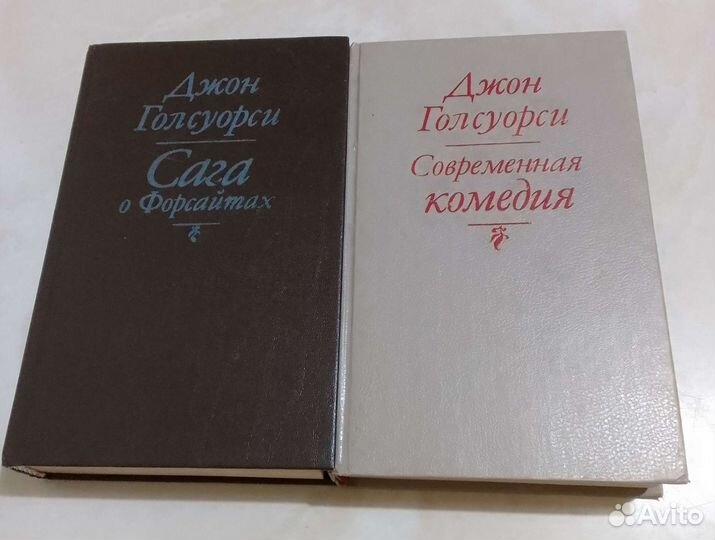 Джон
Голсуорси
Сага
о Форсайтах
Джон
Голсуорси
Современная
комедия
Avito